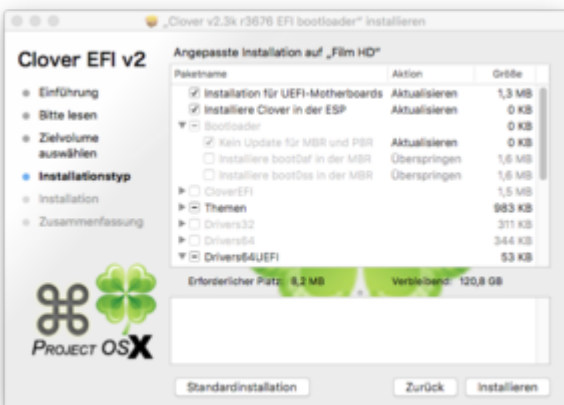 „Clover v2.3k r3676 EFI bootloader“ installieren
Clover EFI v2
Einführung
Bitte lesen
Zielvolume
auswählen
Installationstyp
Installation
Zusammenfassung
PROJECT OSX
Angepasste Installation auf „Film HD“
Paketname Aktion Größe
Installation für UEFI-Motherboards Aktualisieren 1,3 MB
Installiere Clover in der ESP Aktualisieren 0 KB
Bootloader 0 KB
Kein Update für MBR und PBR Aktualisieren 0 KB
Installiere boot0af in der MBR Überspringen 1,6 MB
Installiere boot0ss in der MBR Überspringen 1,6 MB
CloverEFI 1,5 MB
Themen 983 KB
Drivers32 311 KB
Drivers64 344 KB
Drivers64UEFI 53 KB
Erforderlicher Platz: 8,2 MB Verbleibend: 120,8 GB
Standardinstallation Zurück Installieren